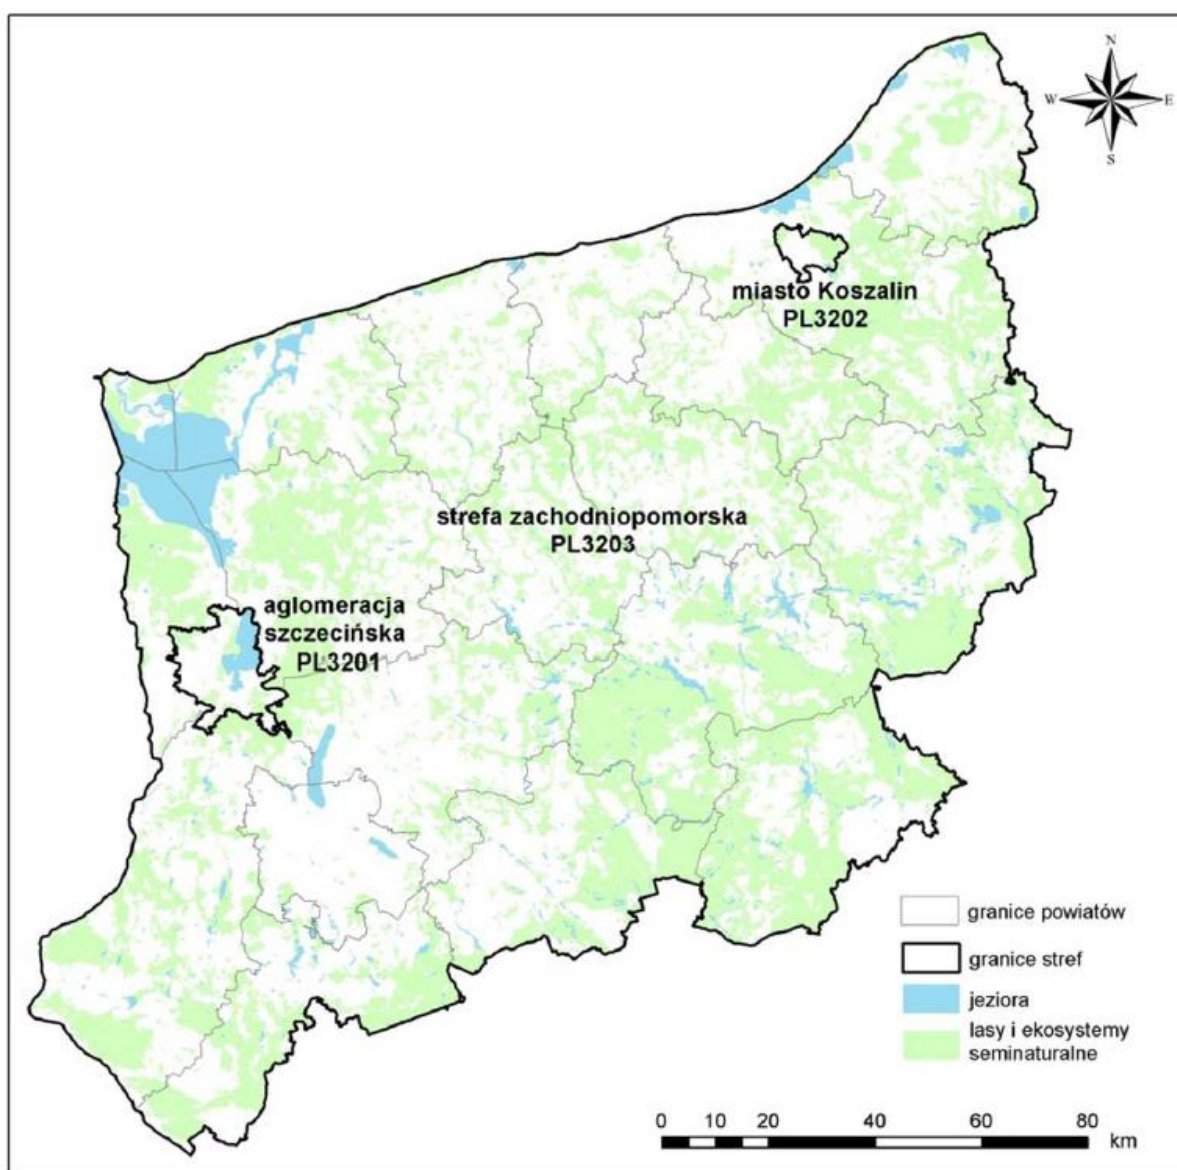 N
W E
S
miasto Koszalin
PL3202
strefa zachodniopomorska
PL3203
aglomeracja
szczecińska
PL3201
granice powiatów
granice stref
jeziora
lasy i ekosystemy
seminaturalne
0 10 20 40 60 80
km